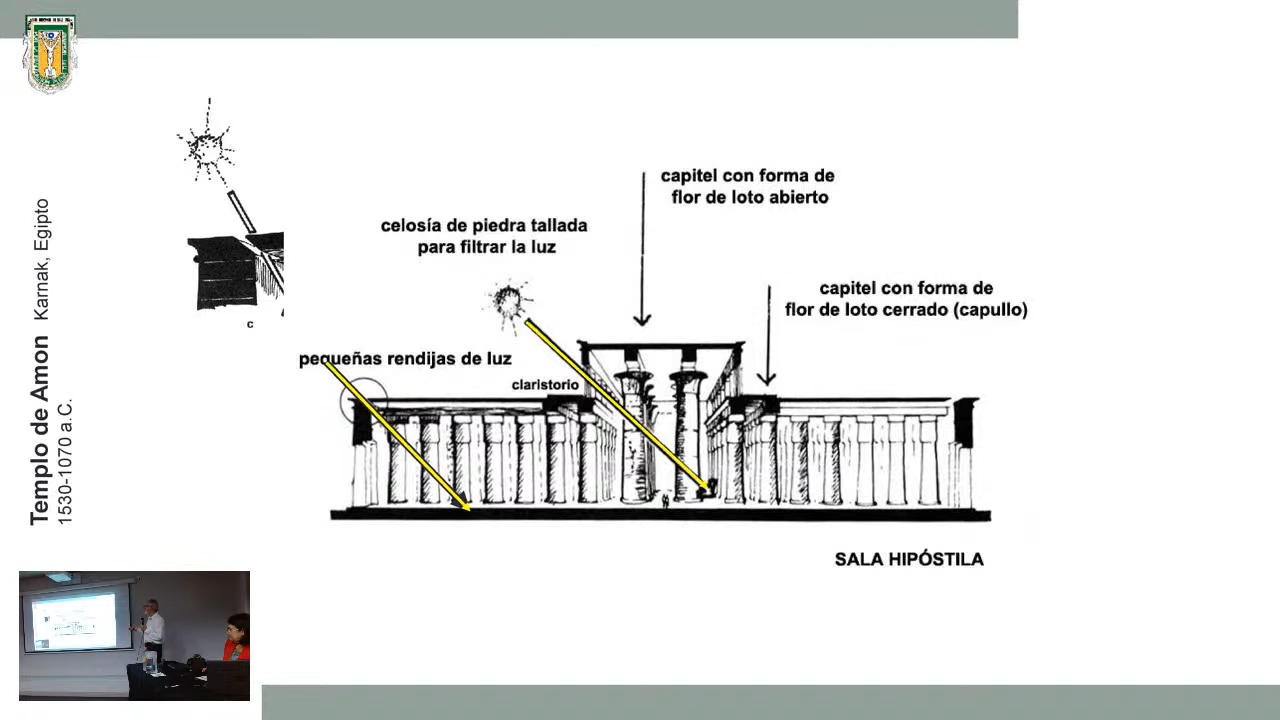 Templo de Amon Karnak, Egipto
1530-1070 a.C.
c
capitel con forma de
flor de loto abierto
celosía de piedra tallada
para filtrar la luz
capitel con forma de
flor de loto cerrado (capullo)
pequeñas rendijas de luz
claristorio
SALA HIPÓSTILA